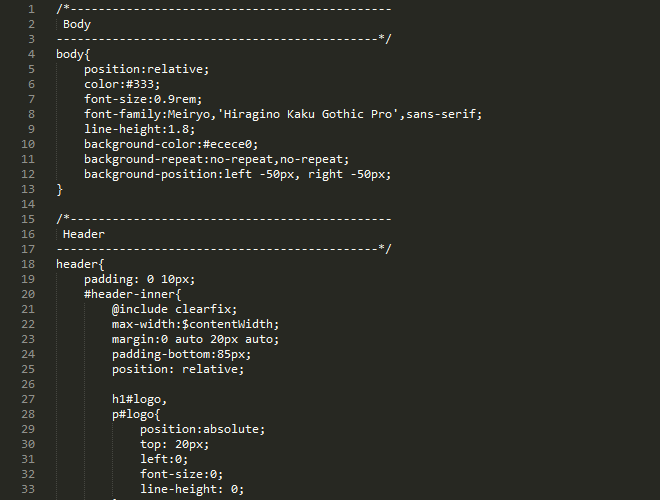 1 /*----------------------------------------------
2  Body
3 ----------------------------------------------*/
4 body{
5     position:relative;
6     color:#333;
7     font-size:0.9rem;
8     font-family:Meiryo,'Hiragino Kaku Gothic Pro',sans-serif;
9     line-height:1.8;
10     background-color:#ecece0;
11     background-repeat:no-repeat,no-repeat;
12     background-position:left -50px, right -50px;
13 }
14
15 /*----------------------------------------------
16  Header
17 ----------------------------------------------*/
18 header{
19     padding: 0 10px;
20     #header-inner{
21         @include clearfix;
22         max-width:$contentWidth;
23         margin:0 auto 20px auto;
24         padding-bottom:85px;
25         position: relative;
26
27         h1#logo,
28         p#logo{
29             position:absolute;
30             top: 20px;
31             left:0;
32             font-size:0;
33             line-height: 0;